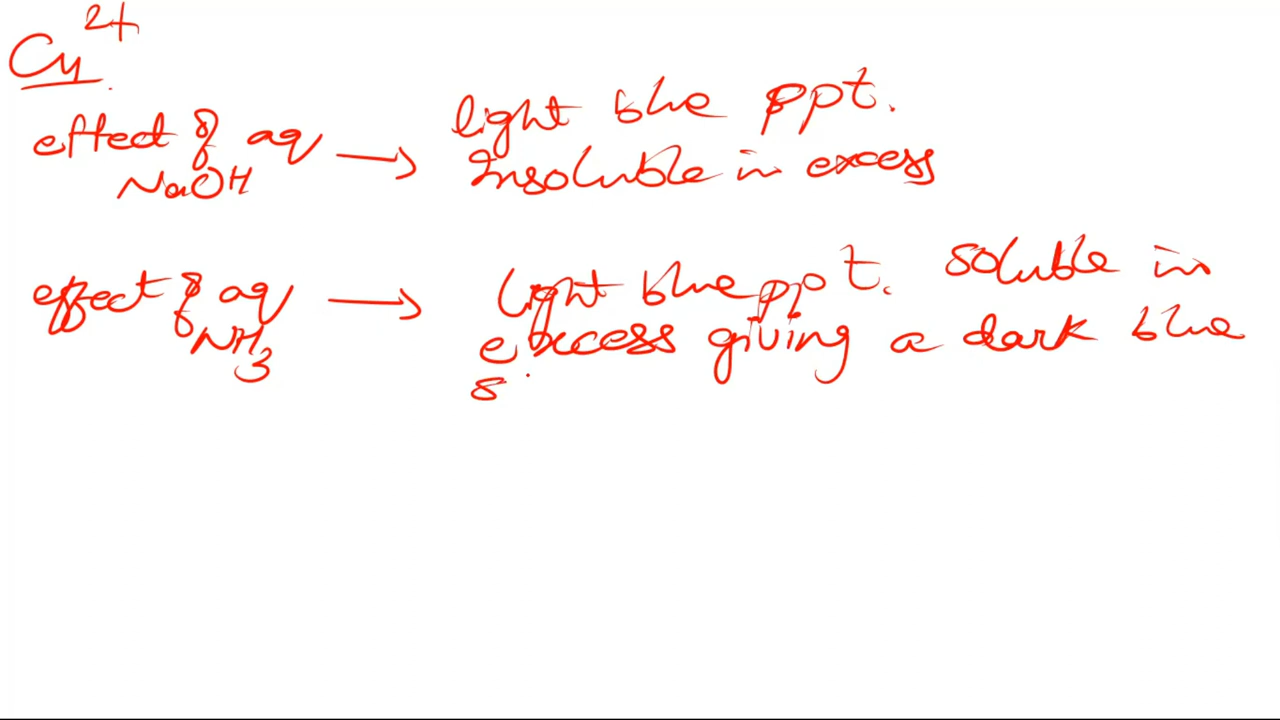 Cu²⁺
effect of aq NaOH → light blue ppt.
Insoluble in excess
effect of aq NH₃ → light blue ppt. soluble in
excess giving a dark blue
s